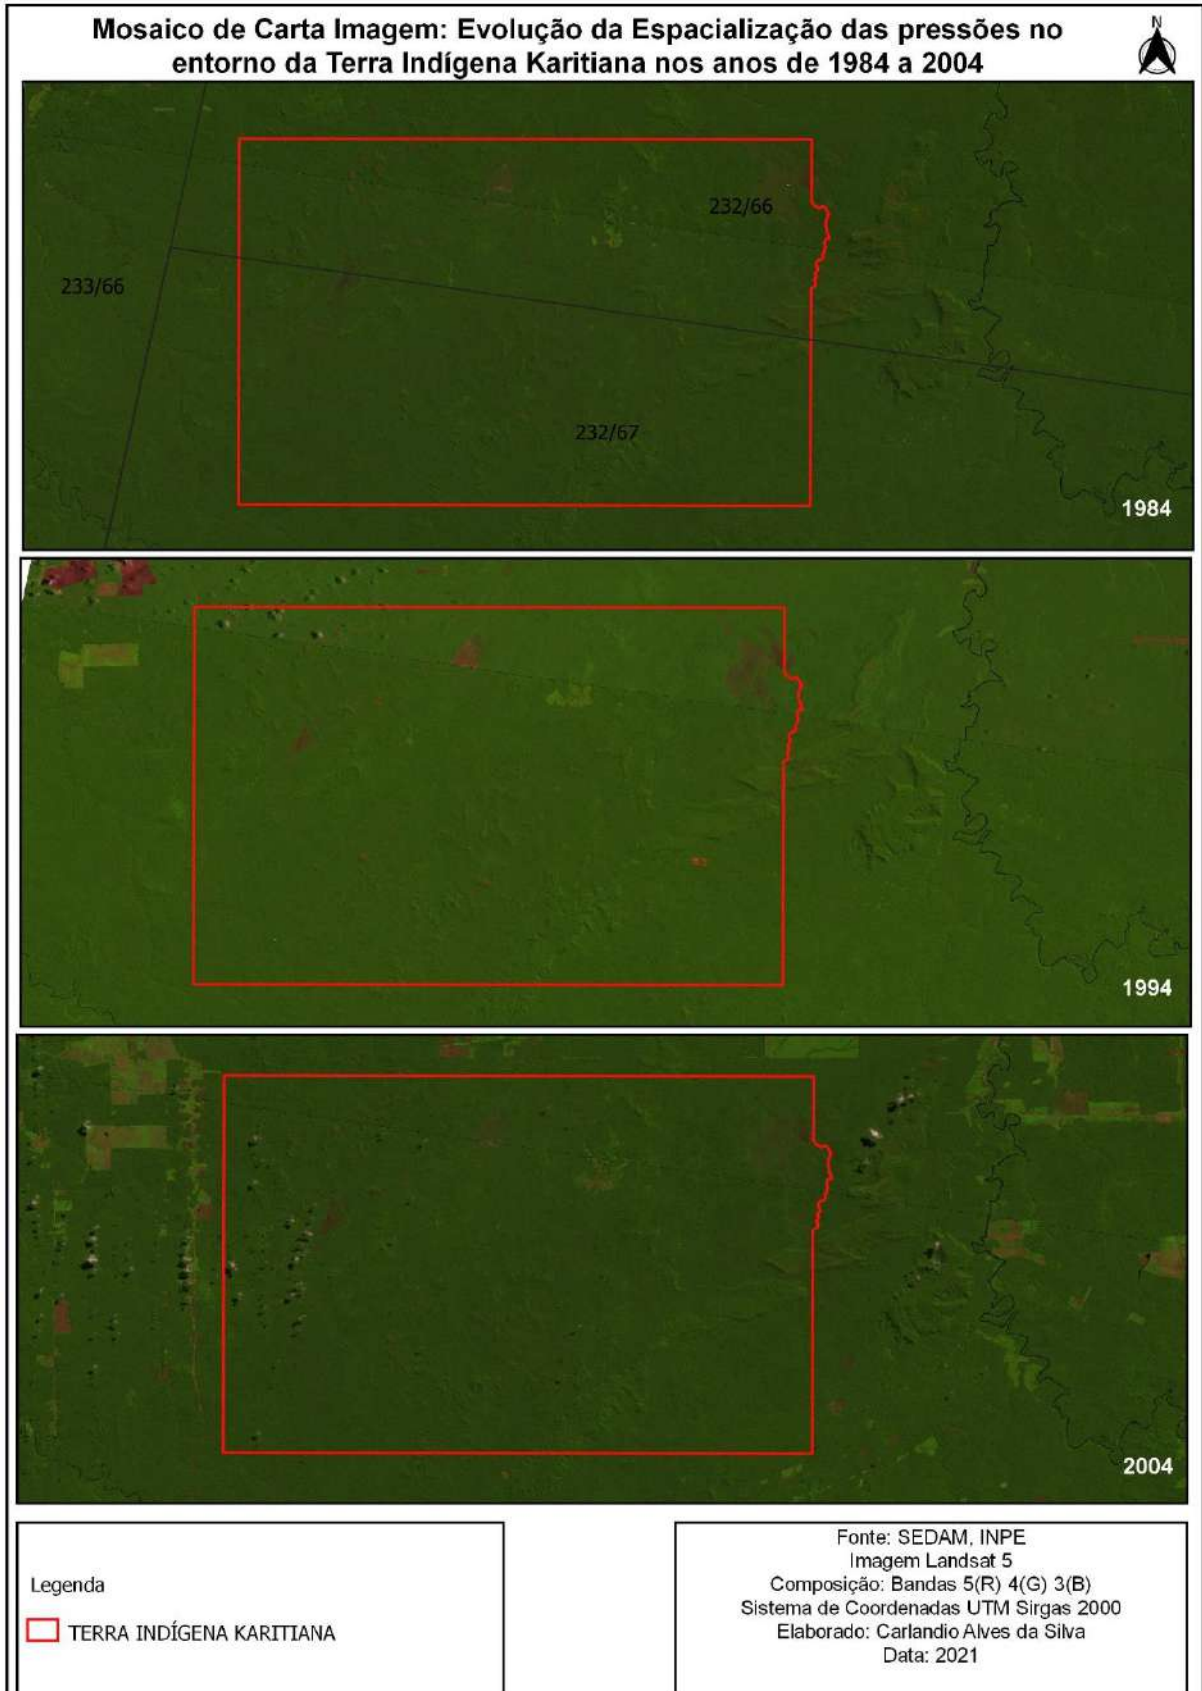 Mosaico de Carta Imagem: Evolução da Espacialização das pressões no
entorno da Terra Indígena Karitiana nos anos de 1984 a 2004
N
232/66
233/66
232/67
1984
1994
2004
Legenda
TERRA INDÍGENA KARITIANA
Fonte: SEDAM, INPE
Imagem Landsat 5
Composição: Bandas 5(R) 4(G) 3(B)
Sistema de Coordenadas UTM Sirgas 2000
Elaborado: Carlandio Alves da Silva
Data: 2021